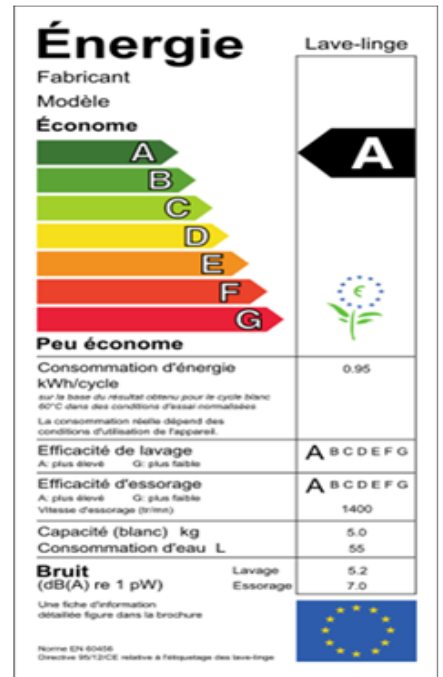 Énergie
Lave-linge
Fabricant
Modèle
Économe
A
A
B
C
D
E
F
G
Peu économe
Consommation d'énergie
kWh/cycle
0.95
sur la base du résultat obtenu pour le cycle blanc
60°C dans des conditions d'essai normalisées
La consommation réelle dépend des
conditions d'utilisation de l'appareil.
Efficacité de lavage
A B C D E F G
A: plus élevé G: plus faible
Efficacité d'essorage
A B C D E F G
A: plus élevé G: plus faible
Vitesse d'essorage (tr/mn) 1400
Capacité (blanc) kg 5.0
Consommation d'eau L 55
Bruit Lavage 5.2
(dB(A) re 1 pW) Essorage 7.0
Une fiche d'information
détaillée figure dans la brochure
Norme EN 60456
Directive 95/12/CE relative à l'étiquetage des lave-linge